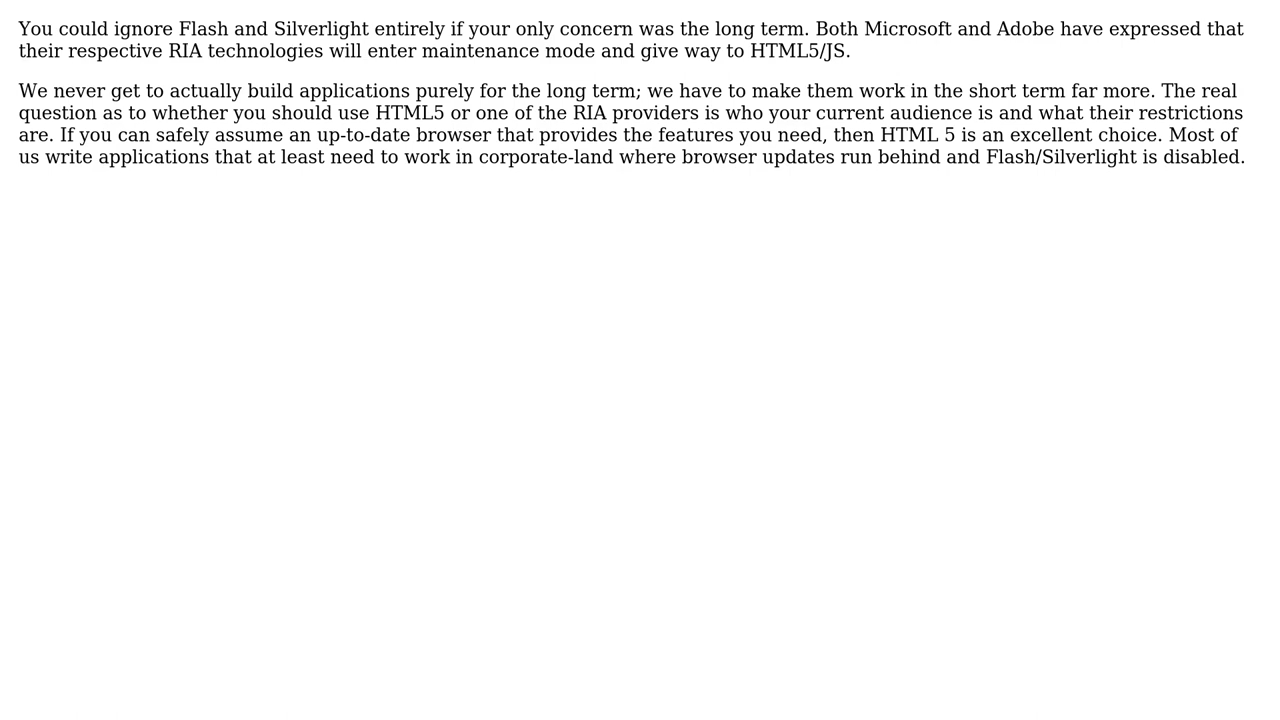 You could ignore Flash and Silverlight entirely if your only concern was the long term. Both Microsoft and Adobe have expressed that
their respective RIA technologies will enter maintenance mode and give way to HTML5/JS.
We never get to actually build applications purely for the long term; we have to make them work in the short term far more. The real
question as to whether you should use HTML5 or one of the RIA providers is who your current audience is and what their restrictions
are. If you can safely assume an up-to-date browser that provides the features you need, then HTML 5 is an excellent choice. Most of
us write applications that at least need to work in corporate-land where browser updates run behind and Flash/Silverlight is disabled.